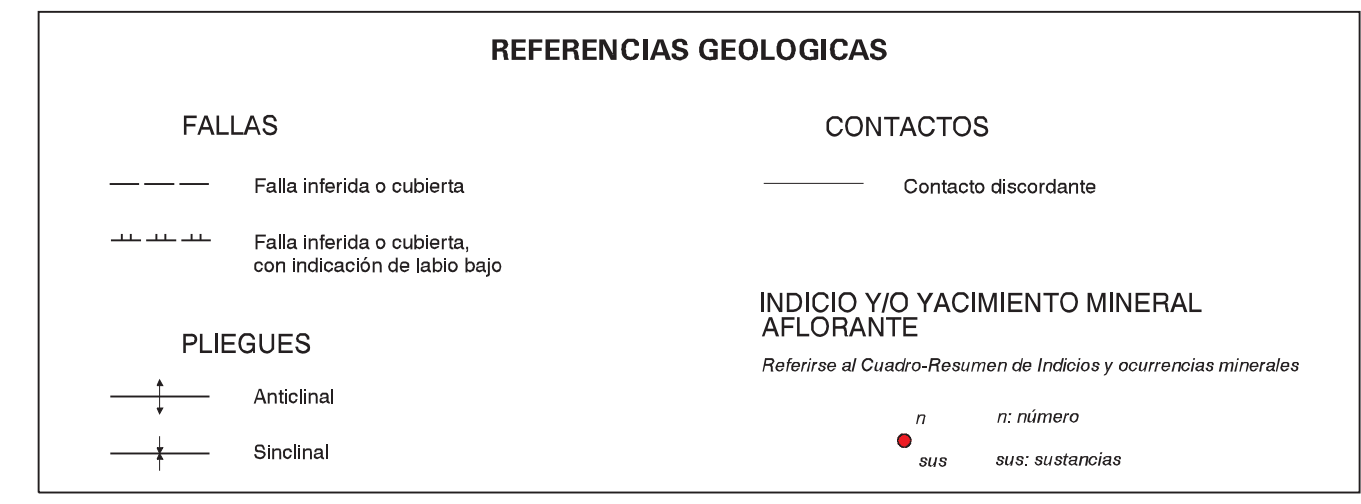 REFERENCIAS GEOLOGICAS
FALLAS
Falla inferida o cubierta
Falla inferida o cubierta,
con indicación de labio bajo
PLIEGUES
Anticlinal
Sinclinal
CONTACTOS
Contacto discordante
INDICIO Y/O YACIMIENTO MINERAL
AFLORANTE
Referirse al Cuadro-Resumen de Indicios y ocurrencias minerales
n n: número
sus sus: sustancias